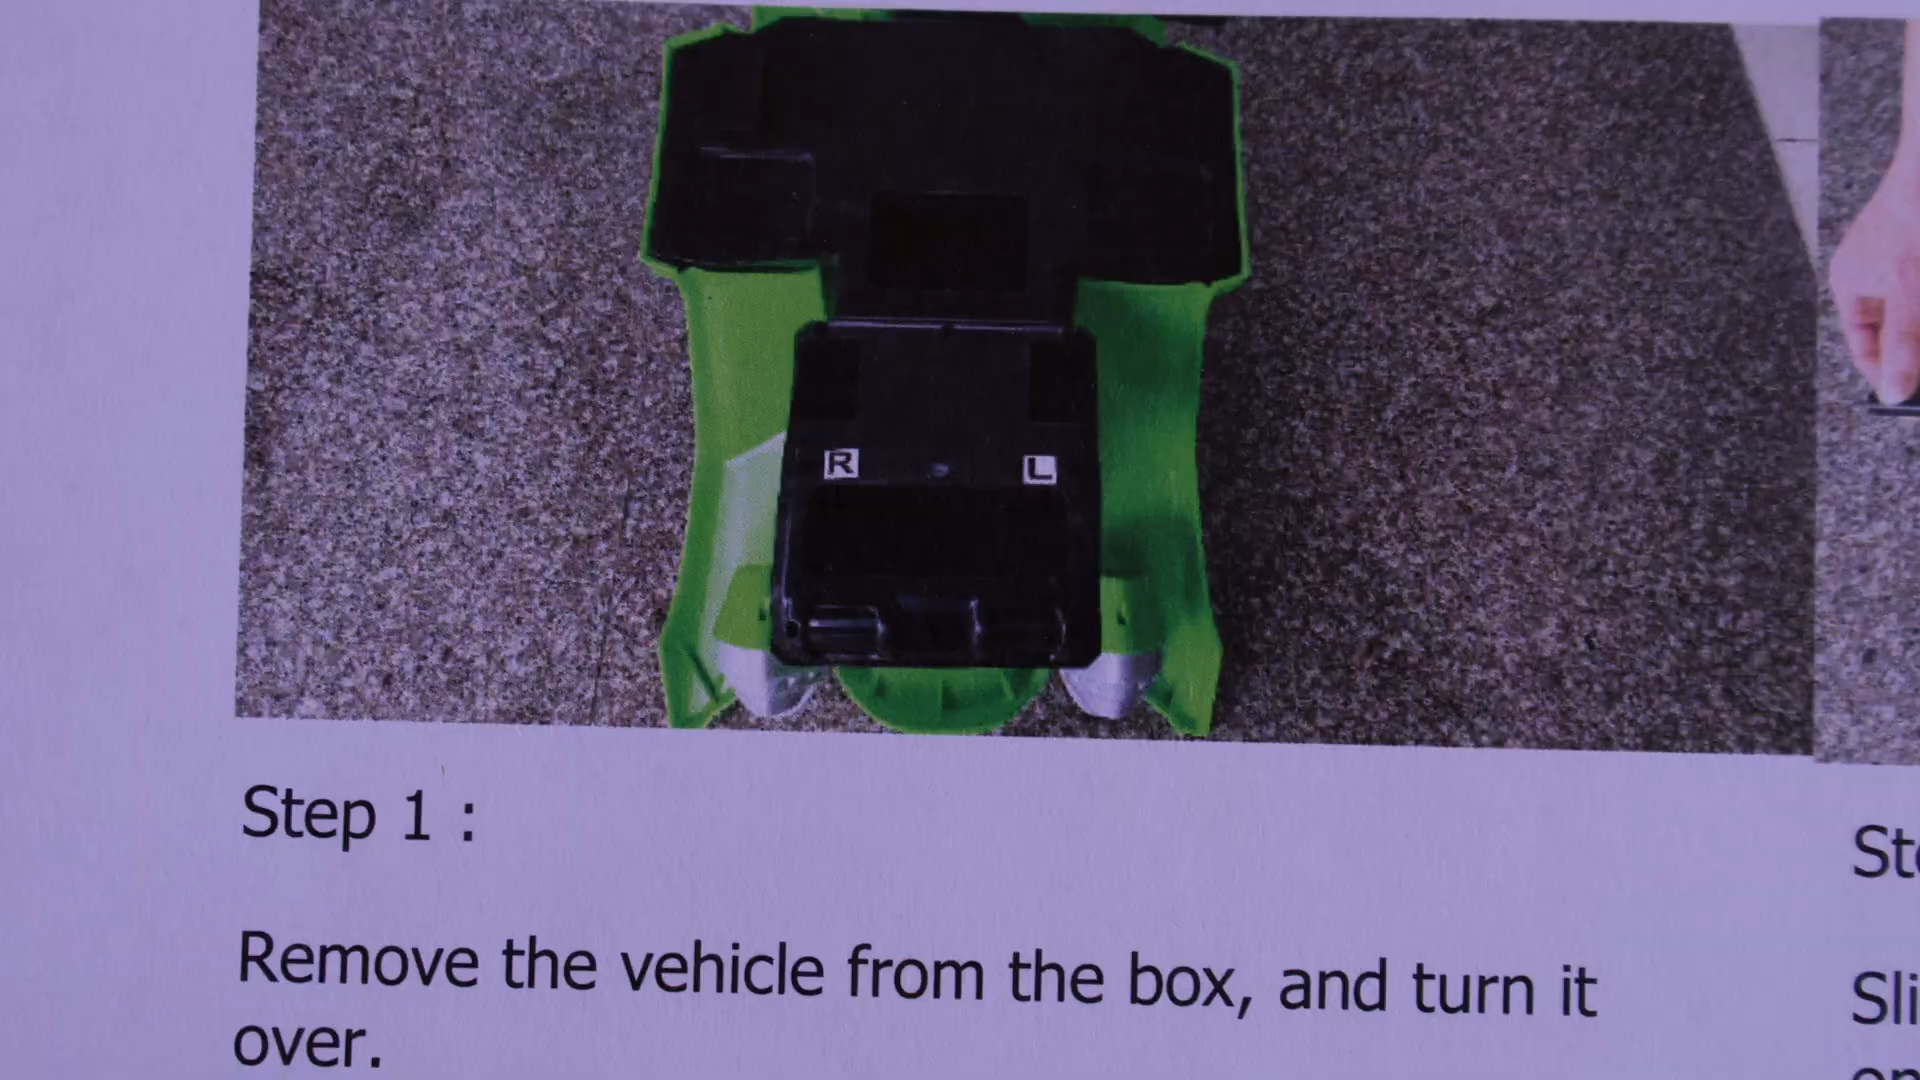 R L
Step 1 :
Remove the vehicle from the box, and turn it
over.